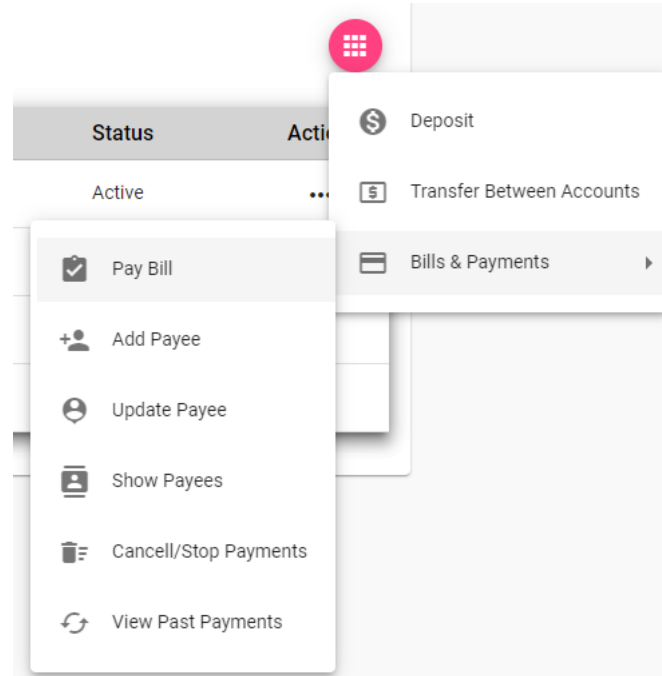 Status
Acti
Deposit
Active
...
Transfer Between Accounts
Bills & Payments
Pay Bill
Add Payee
Update Payee
Show Payees
Cancell/Stop Payments
View Past Payments